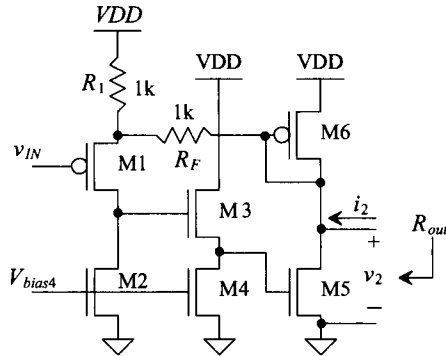 VDD
R1 1k
VDD
VDD
1k
RF
M6
vIN
M1
i2
M3
+
Rout
Vbias4
M2
M4
M5
v2
−